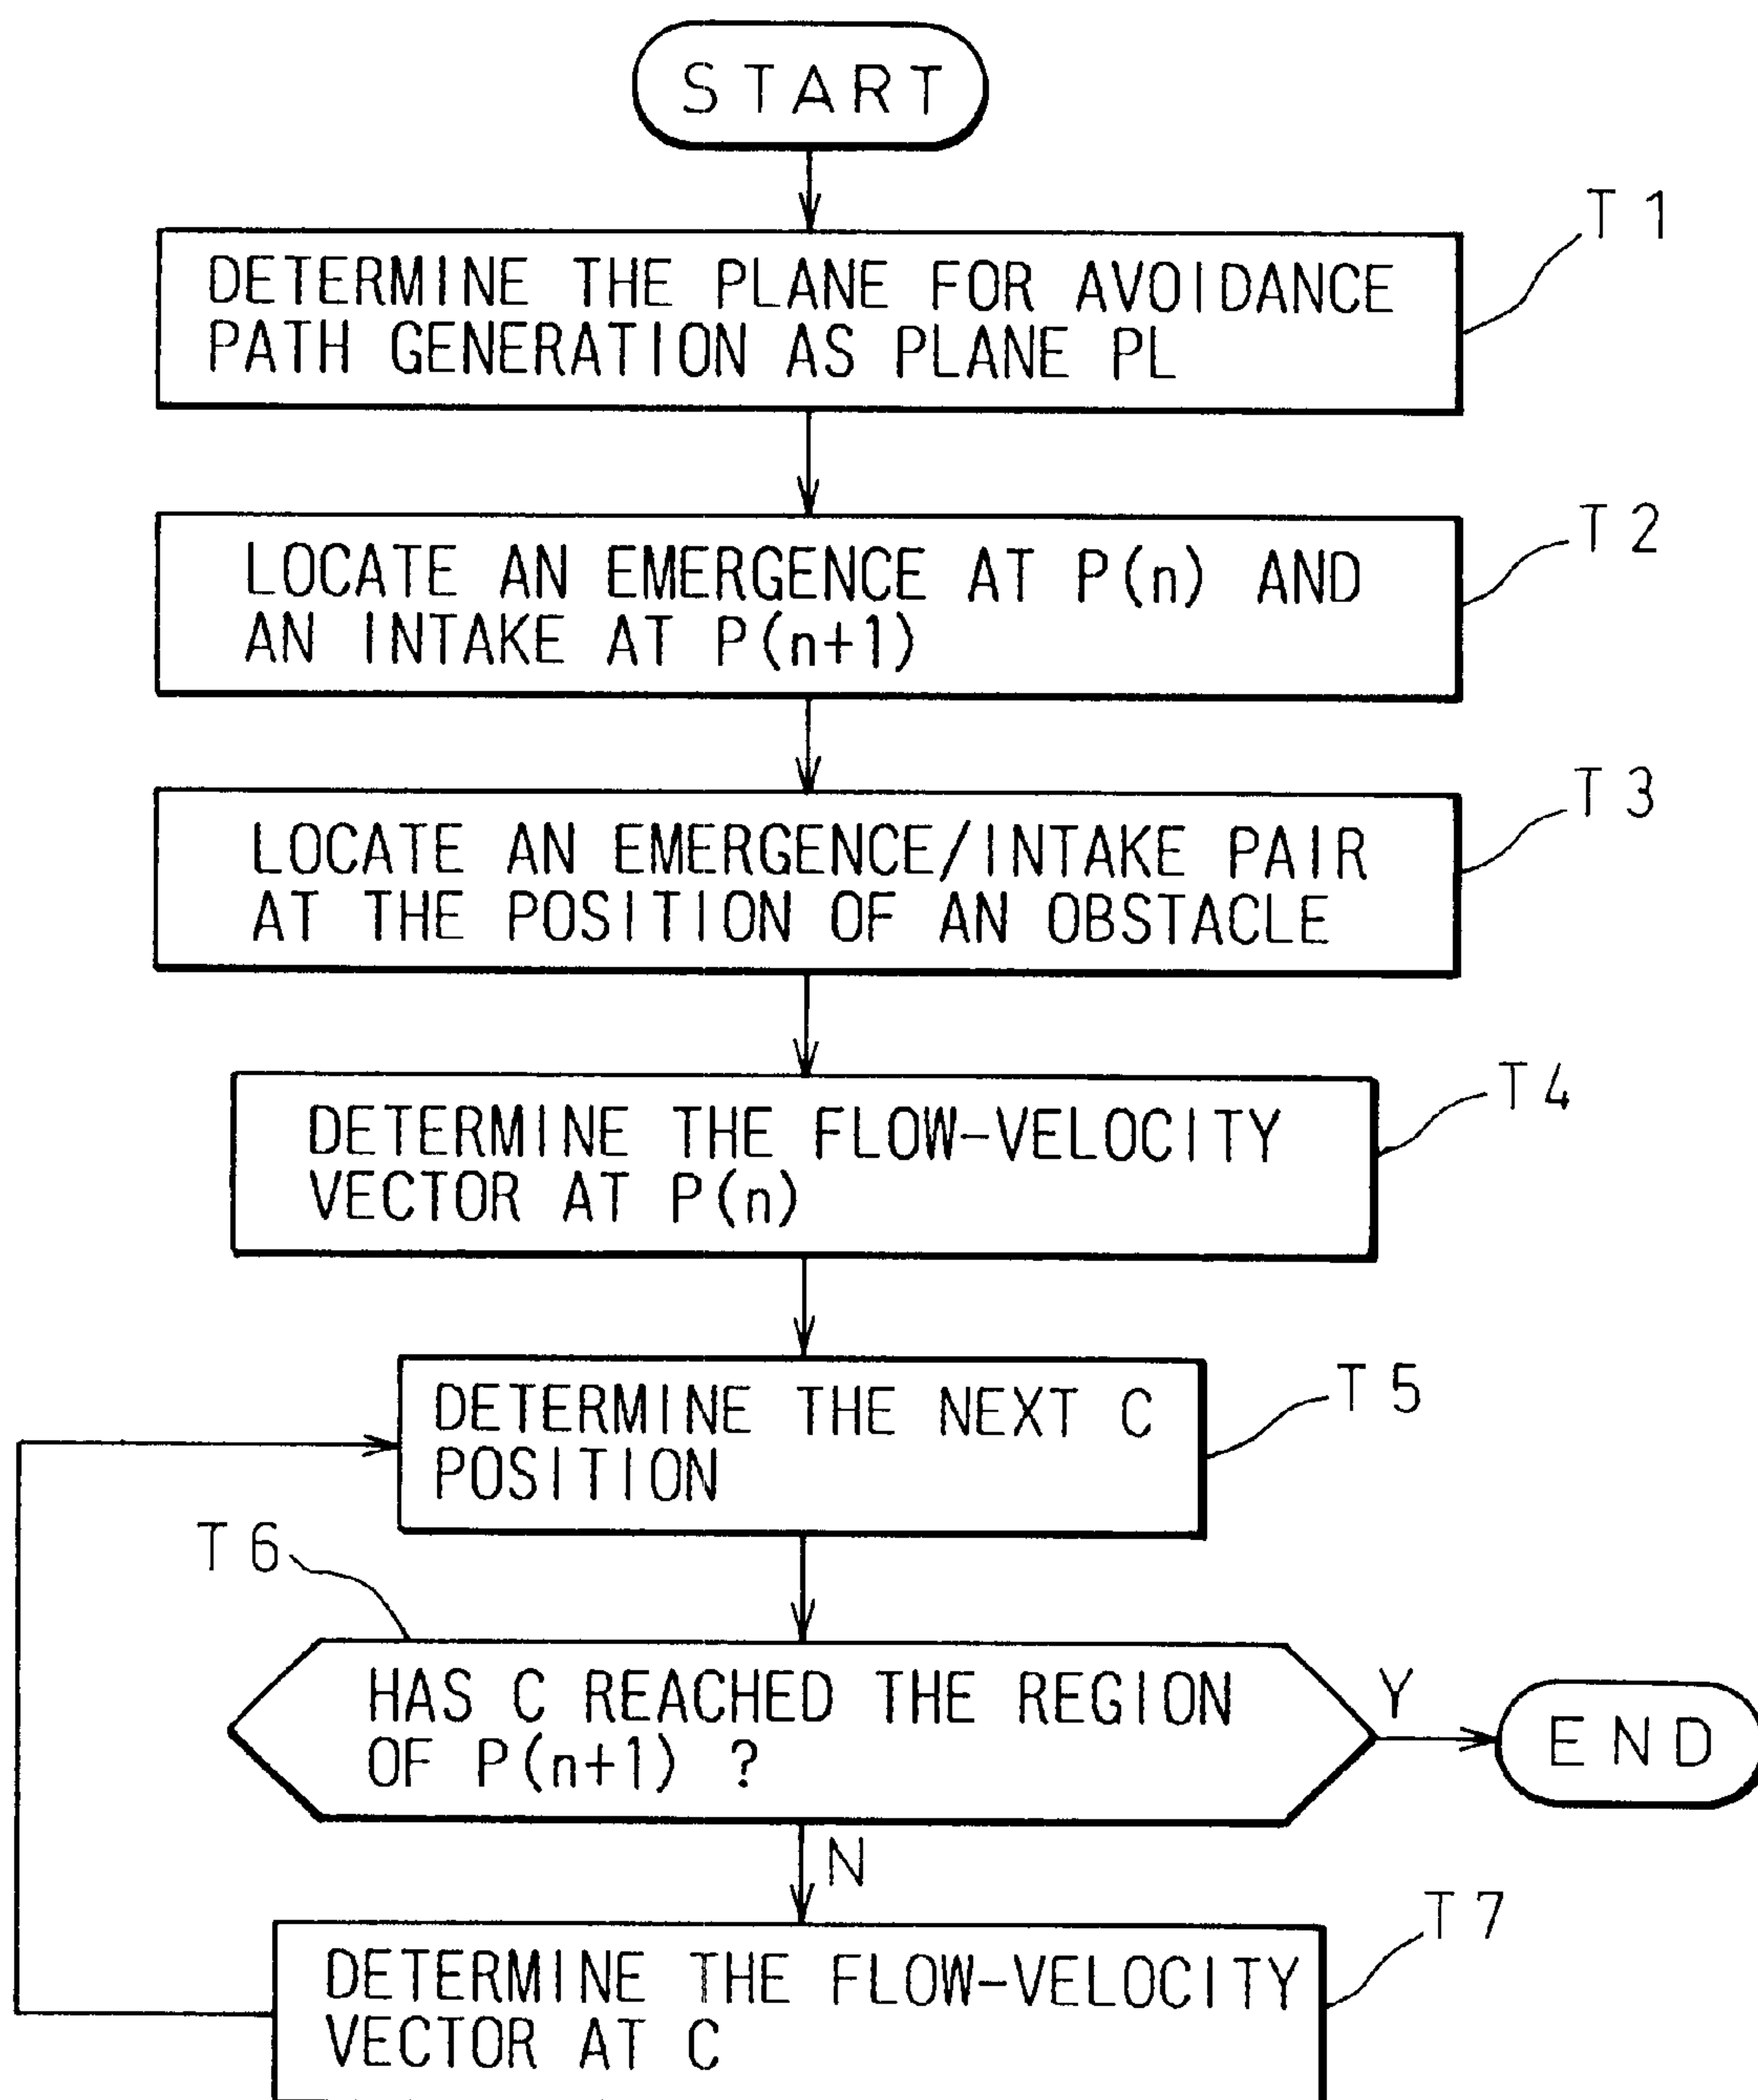 START
T1
DETERMINE THE PLANE FOR AVOIDANCE
PATH GENERATION AS PLANE PL
T2
LOCATE AN EMERGENCE AT P(n) AND
AN INTAKE AT P(n+1)
T3
LOCATE AN EMERGENCE/INTAKE PAIR
AT THE POSITION OF AN OBSTACLE
T4
DETERMINE THE FLOW-VELOCITY
VECTOR AT P(n)
T5
DETERMINE THE NEXT C
POSITION
T6
HAS C REACHED THE REGION
OF P(n+1) ?
Y
END
N
T7
DETERMINE THE FLOW-VELOCITY
VECTOR AT C